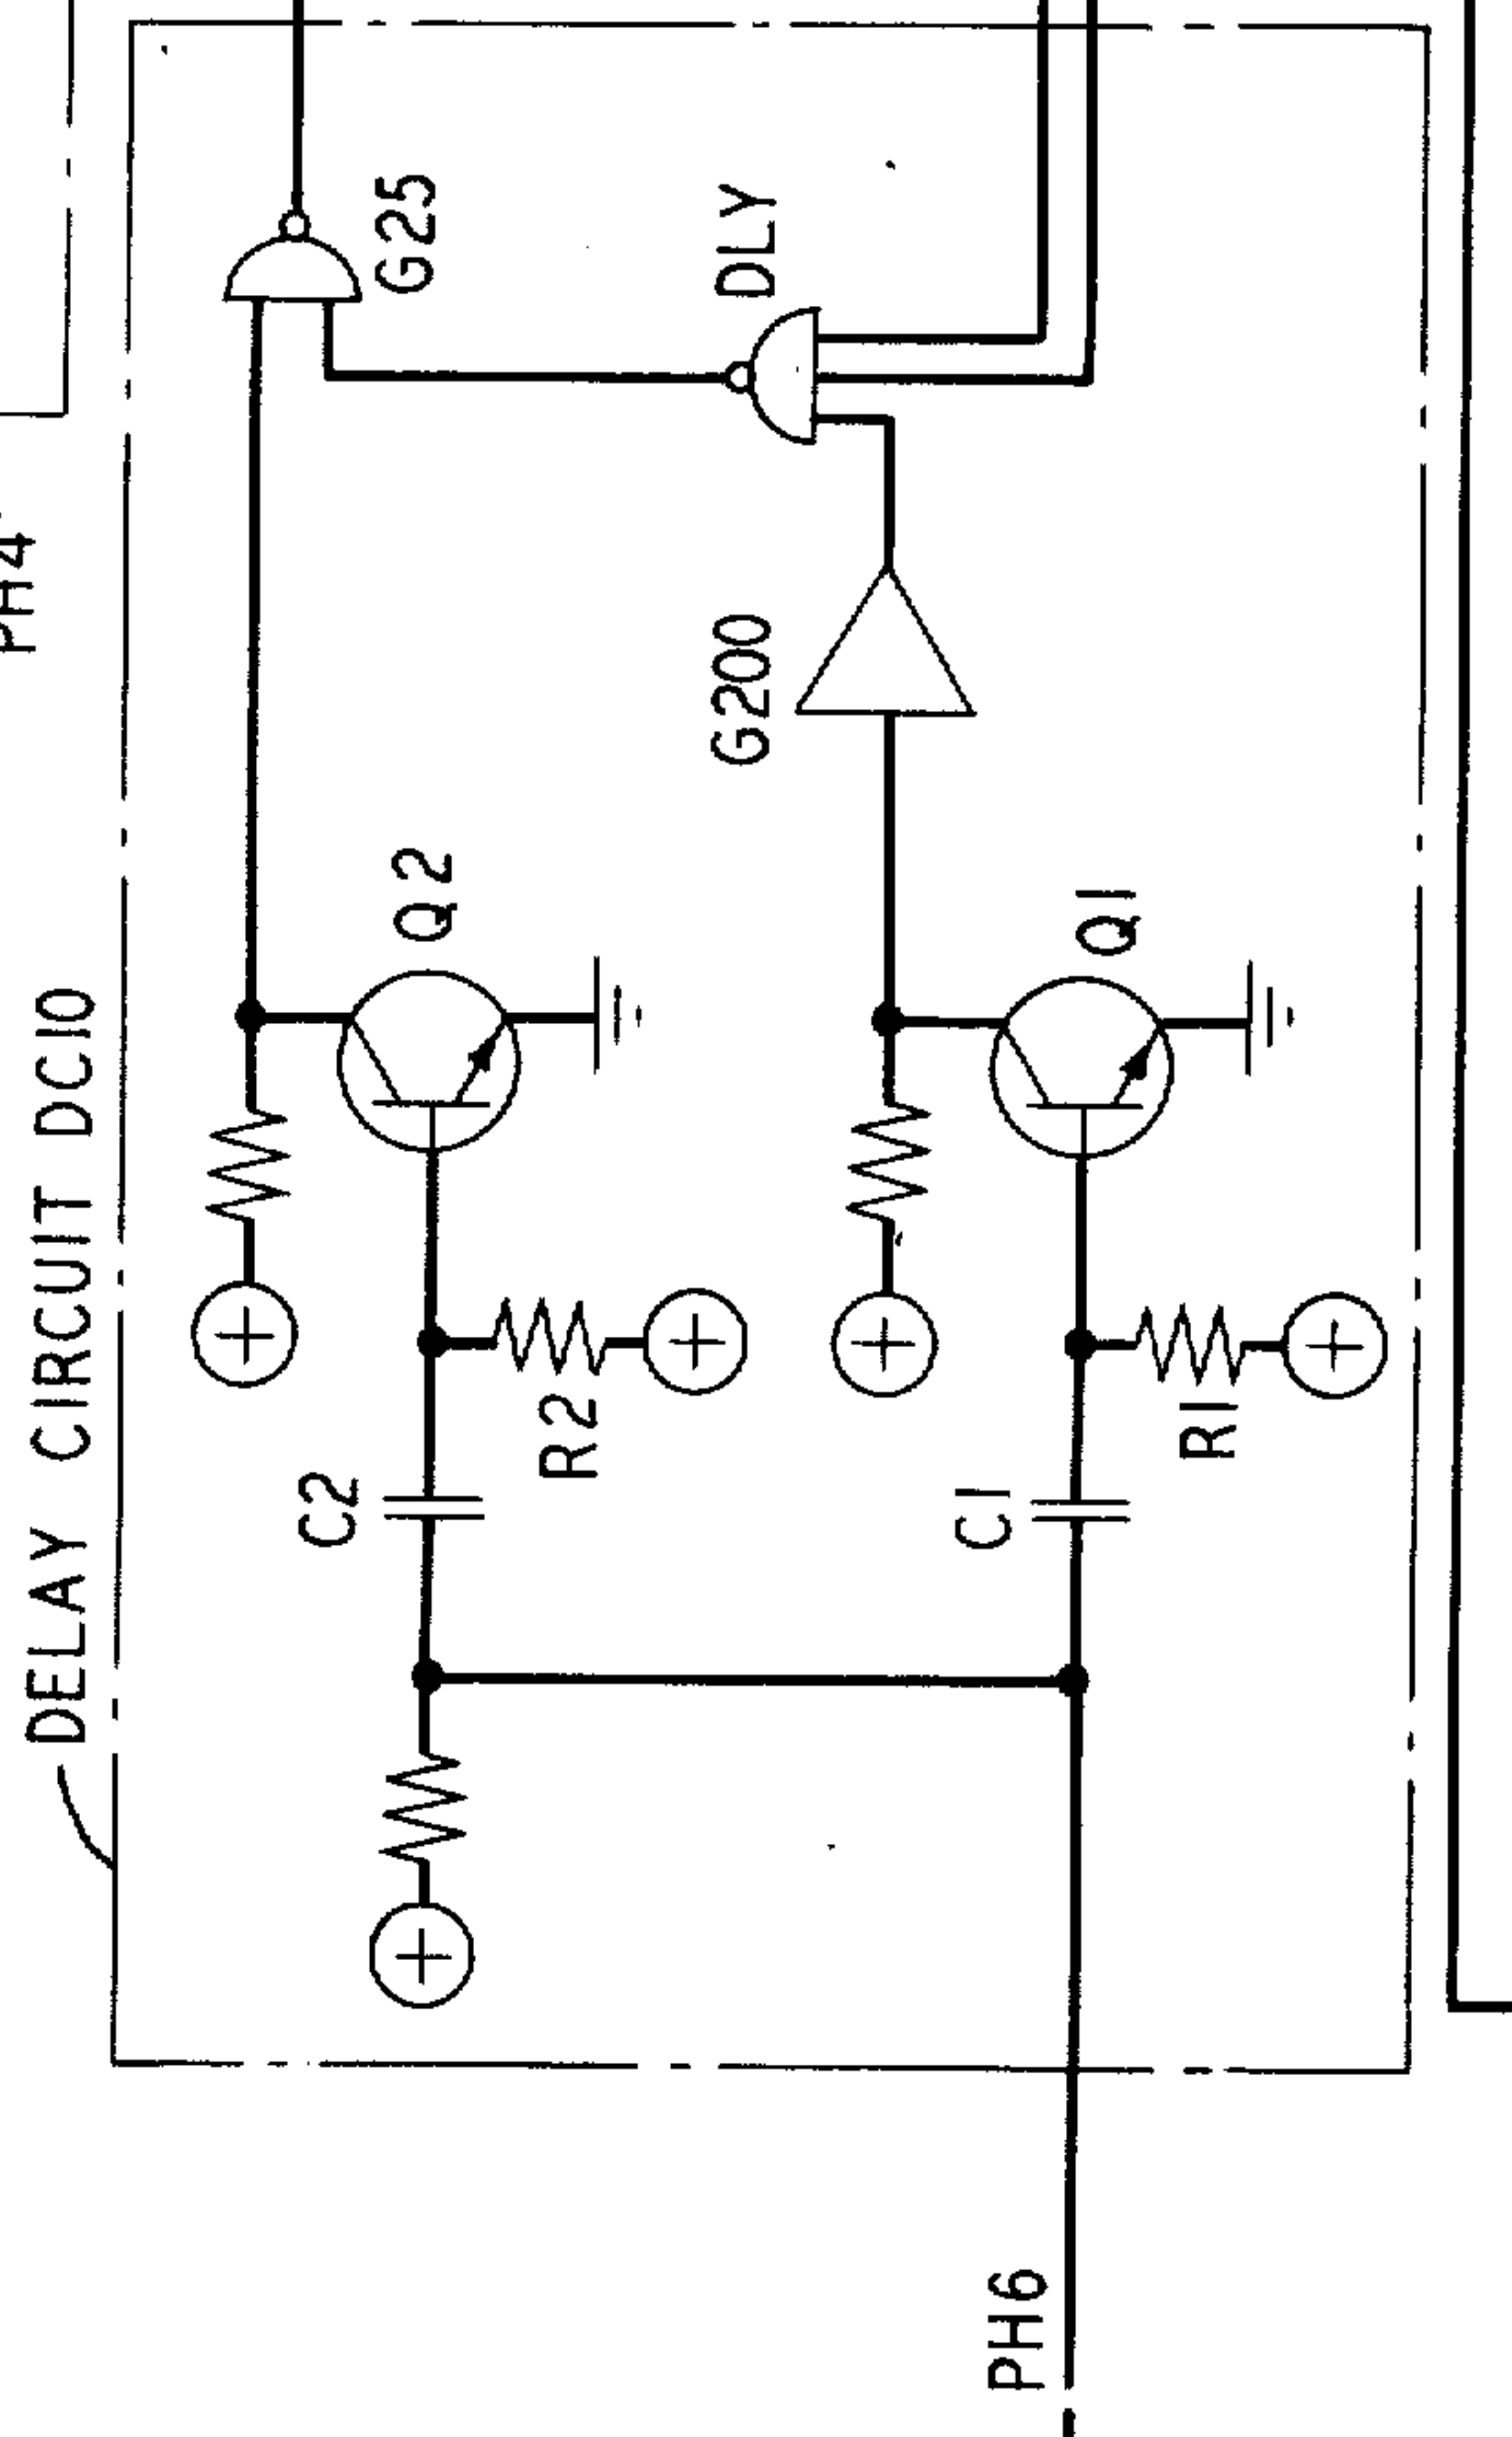 PH4
DELAY CIRCUIT DC10
G25
Q2
C2
R2
DLY
G200
C1
Q1
R1
PH6